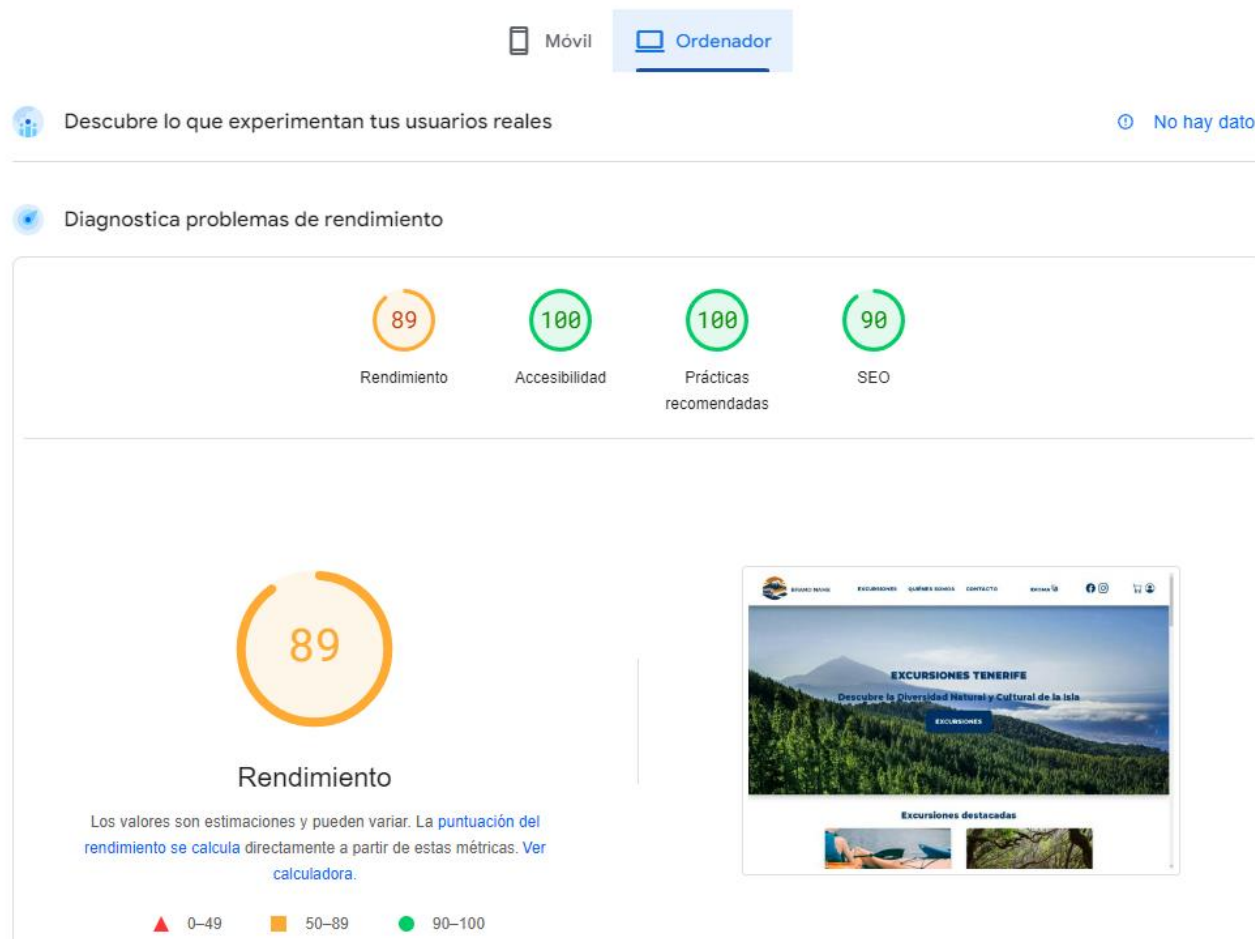 Móvil
Ordenador
Descubre lo que experimentan tus usuarios reales
No hay dato
Diagnostica problemas de rendimiento
89
100
100
90
Rendimiento
Accesibilidad
Prácticas
recomendadas
SEO
89
Rendimiento
Los valores son estimaciones y pueden variar. La puntuación del
rendimiento se calcula directamente a partir de estas métricas. Ver
calculadora.
0–49
50–89
90–100
BRAND NAME
EXCURSIONES
QUIÉNES SOMOS
CONTACTO
IDIOMA
EXCURSIONES TENERIFE
Descubre la Diversidad Natural y Cultural de la Isla
EXCURSIONES
Excursiones destacadas